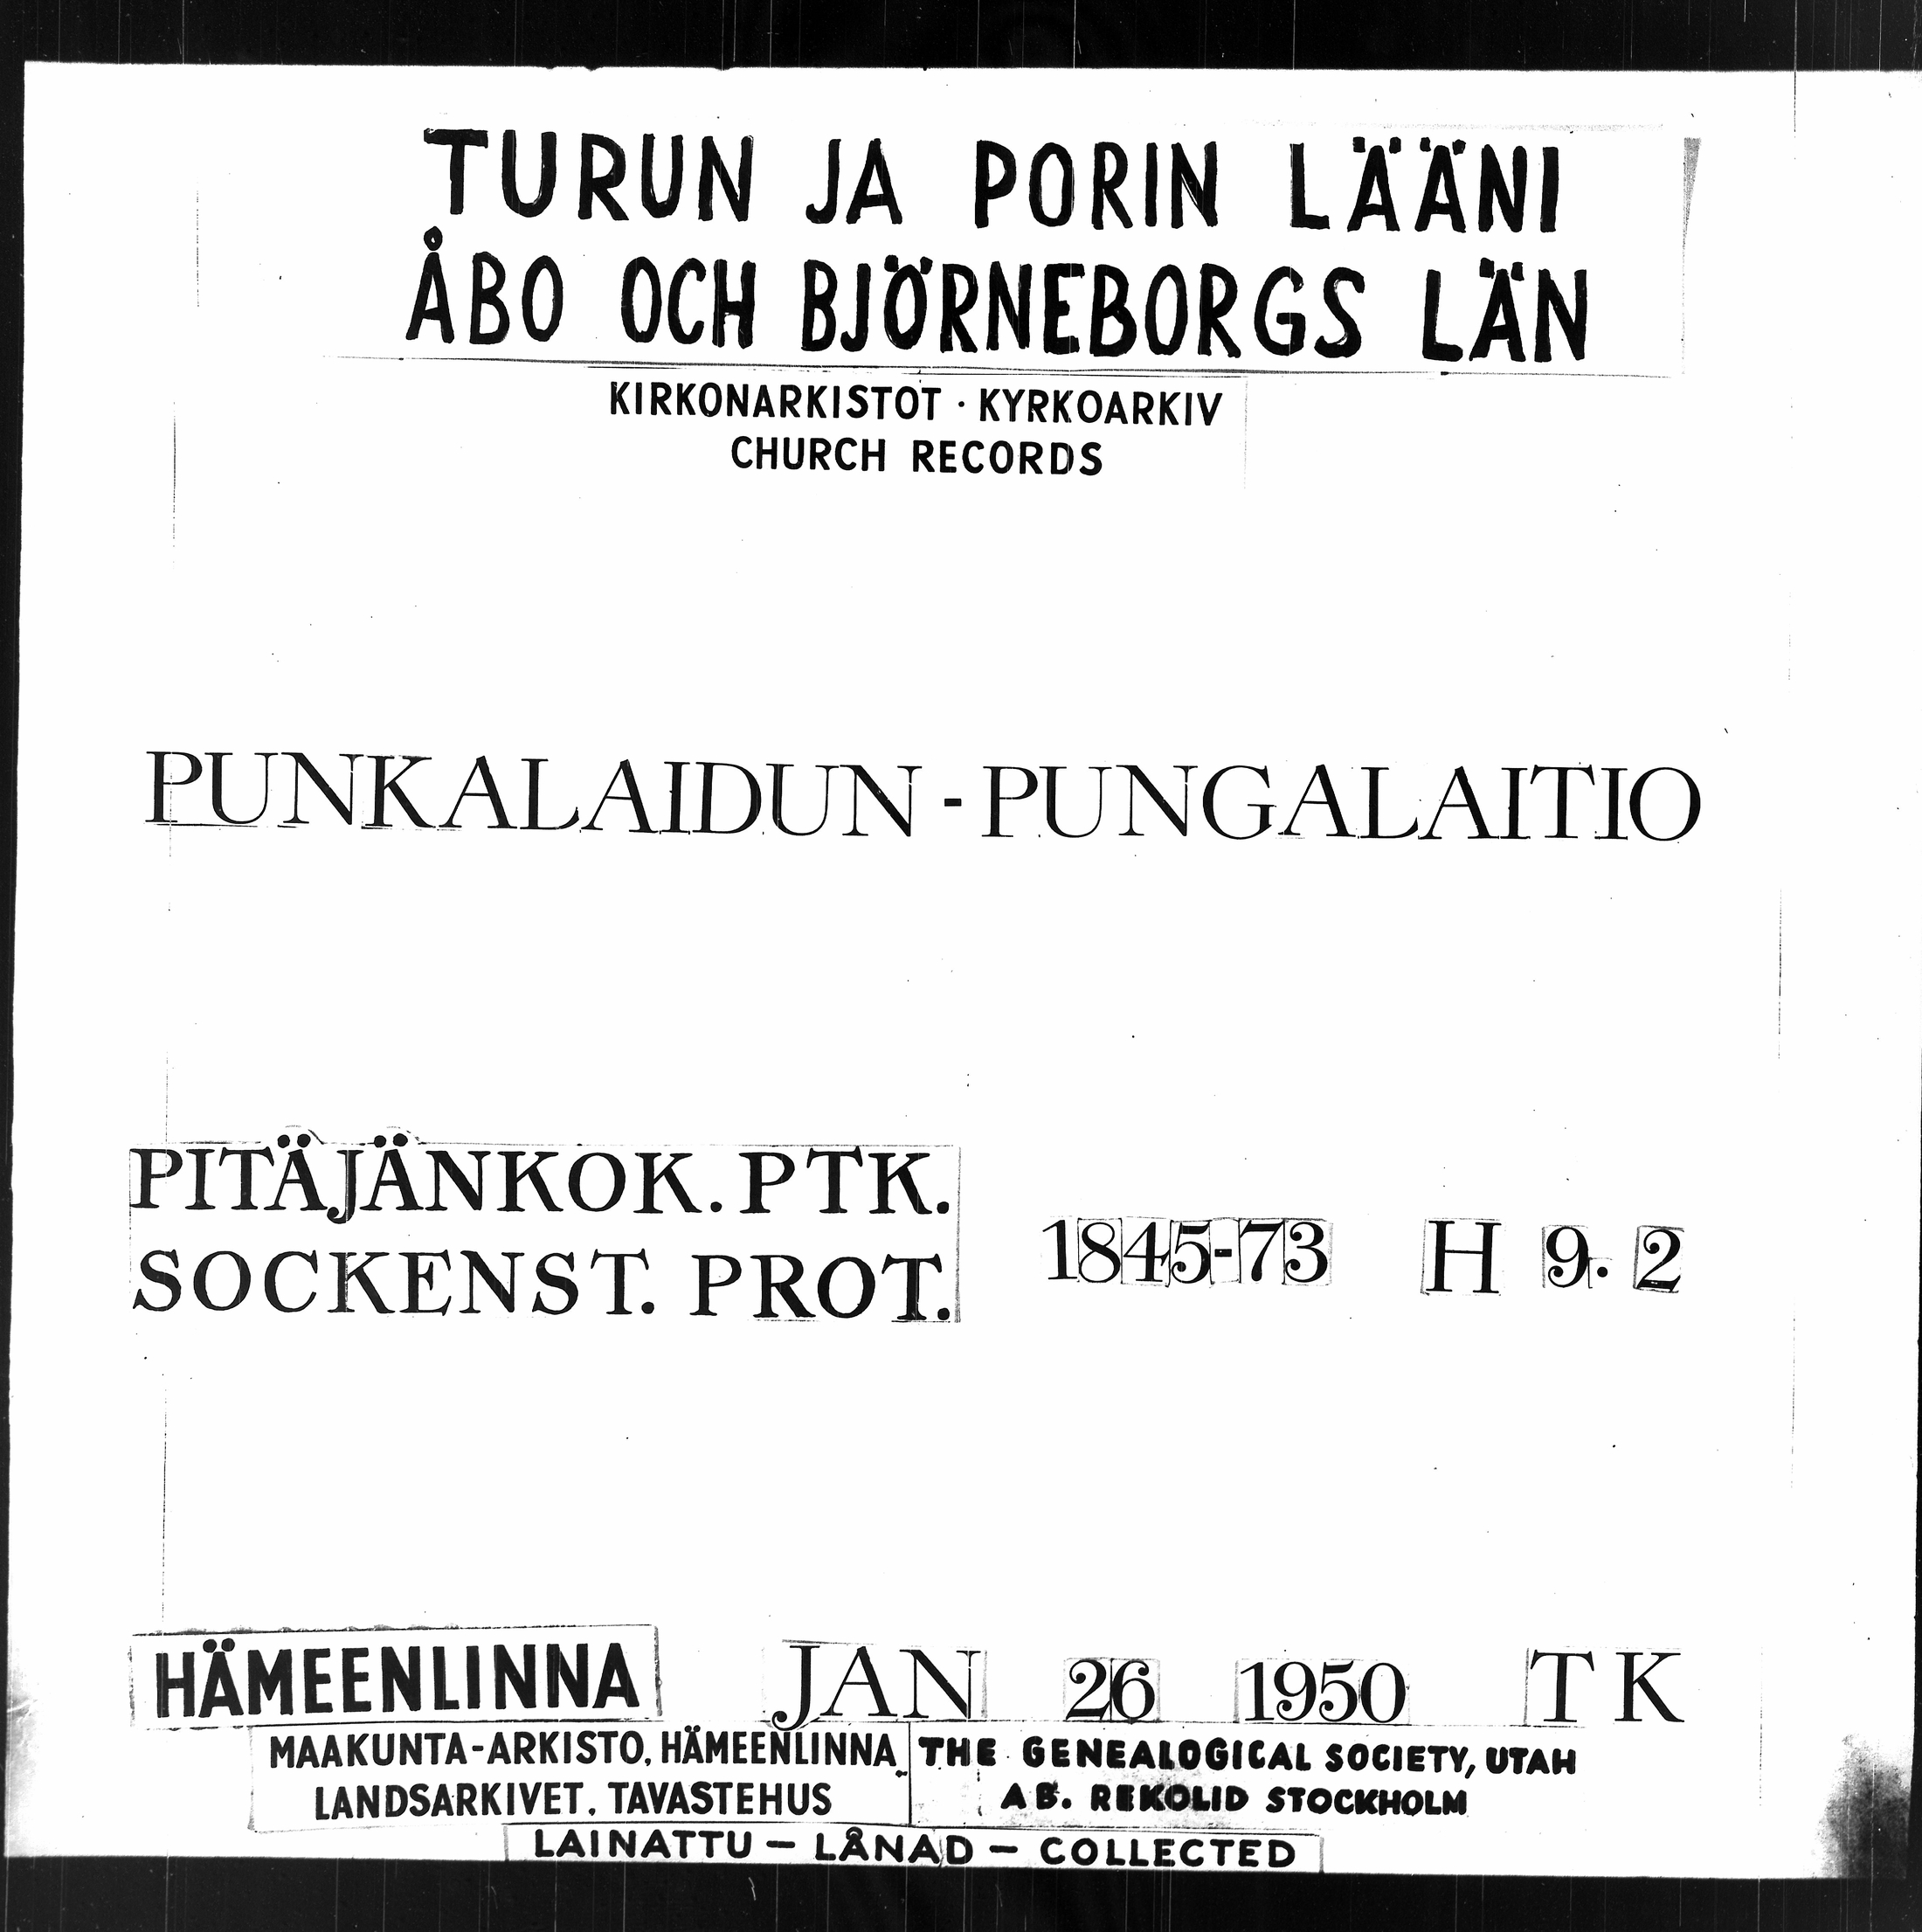 TURUN JA PORIN LÄÄNI
ÅBO OCH BJÖRNEBORGS LÄN
KIRKONARKISTOT · KYRKOARKIV
CHURCH RECORDS
PUNKALAIDUN - PUNGALAITIO
PITÄJÄNKOK. PTK.
SOCKENST. PROT.
1845-73 H 9. 2
HÄMEENLINNA JAN 26 1950 TK
MAAKUNTA-ARKISTO, HÄMEENLINNA
LANDSARKIVET, TAVASTEHUS
THE GENEALOGICAL SOCIETY, UTAH
AB. REKOLID STOCKHOLM
LAINATTU — LÅNAD — COLLECTED